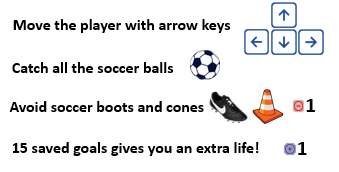 Move the player with arrow keys
Catch all the soccer balls
Avoid soccer boots and cones 1
15 saved goals gives you an extra life! 1